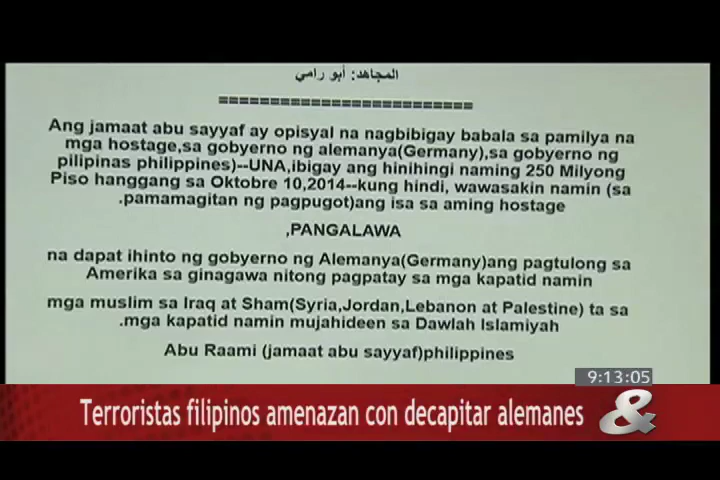 المجاهد: أبو رامي
========================
Ang jamaat abu sayyaf ay opisyal na nagbibigay babala sa pamilya na
mga hostage,sa gobyerno ng alemanya(Germany),sa gobyerno ng
pilipinas philippines)--UNA,ibigay ang hinihingi naming 250 Milyong
Piso hanggang sa Oktobre 10,2014--kung hindi, wawasakin namin (sa
.pamamagitan ng pagpugot)ang isa sa aming hostage
,PANGALAWA
na dapat ihinto ng gobyerno ng Alemanya(Germany)ang pagtulong sa
Amerika sa ginagawa nitong pagpatay sa mga kapatid namin
mga muslim sa Iraq at Sham(Syria,Jordan,Lebanon at Palestine) ta sa
.mga kapatid namin mujahideen sa Dawlah Islamiyah
Abu Raami (jamaat abu sayyaf)philippines
9:13:05
Terroristas filipinos amenazan con decapitar alemanes &